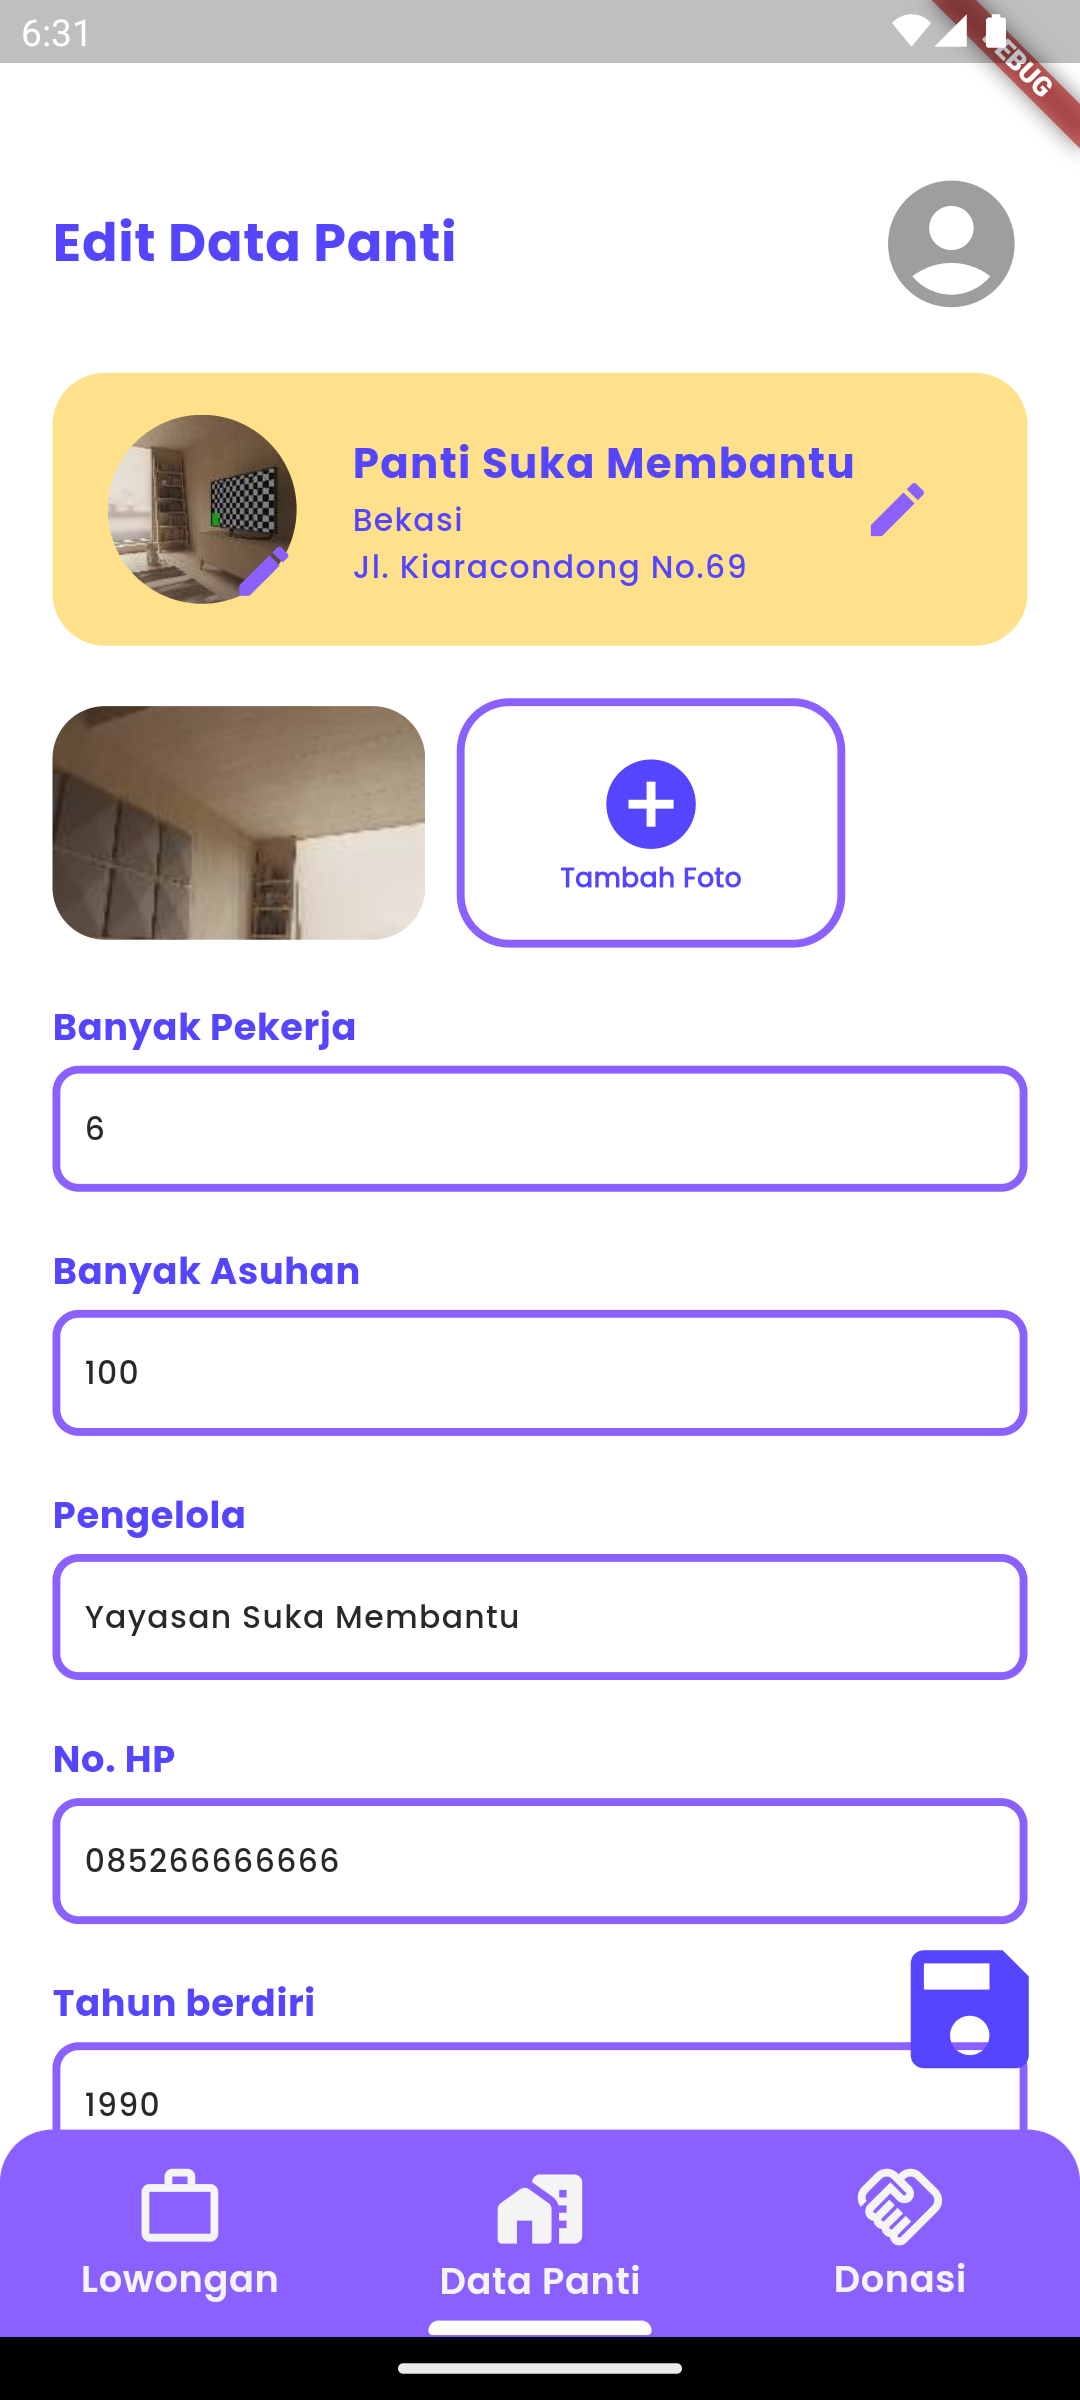 6:31
DEBUG
Edit Data Panti
Panti Suka Membantu
Bekasi
Jl. Kiaracondong No.69
Tambah Foto
Banyak Pekerja
6
Banyak Asuhan
100
Pengelola
Yayasan Suka Membantu
No. HP
085266666666
Tahun berdiri
1990
Lowongan
Data Panti
Donasi